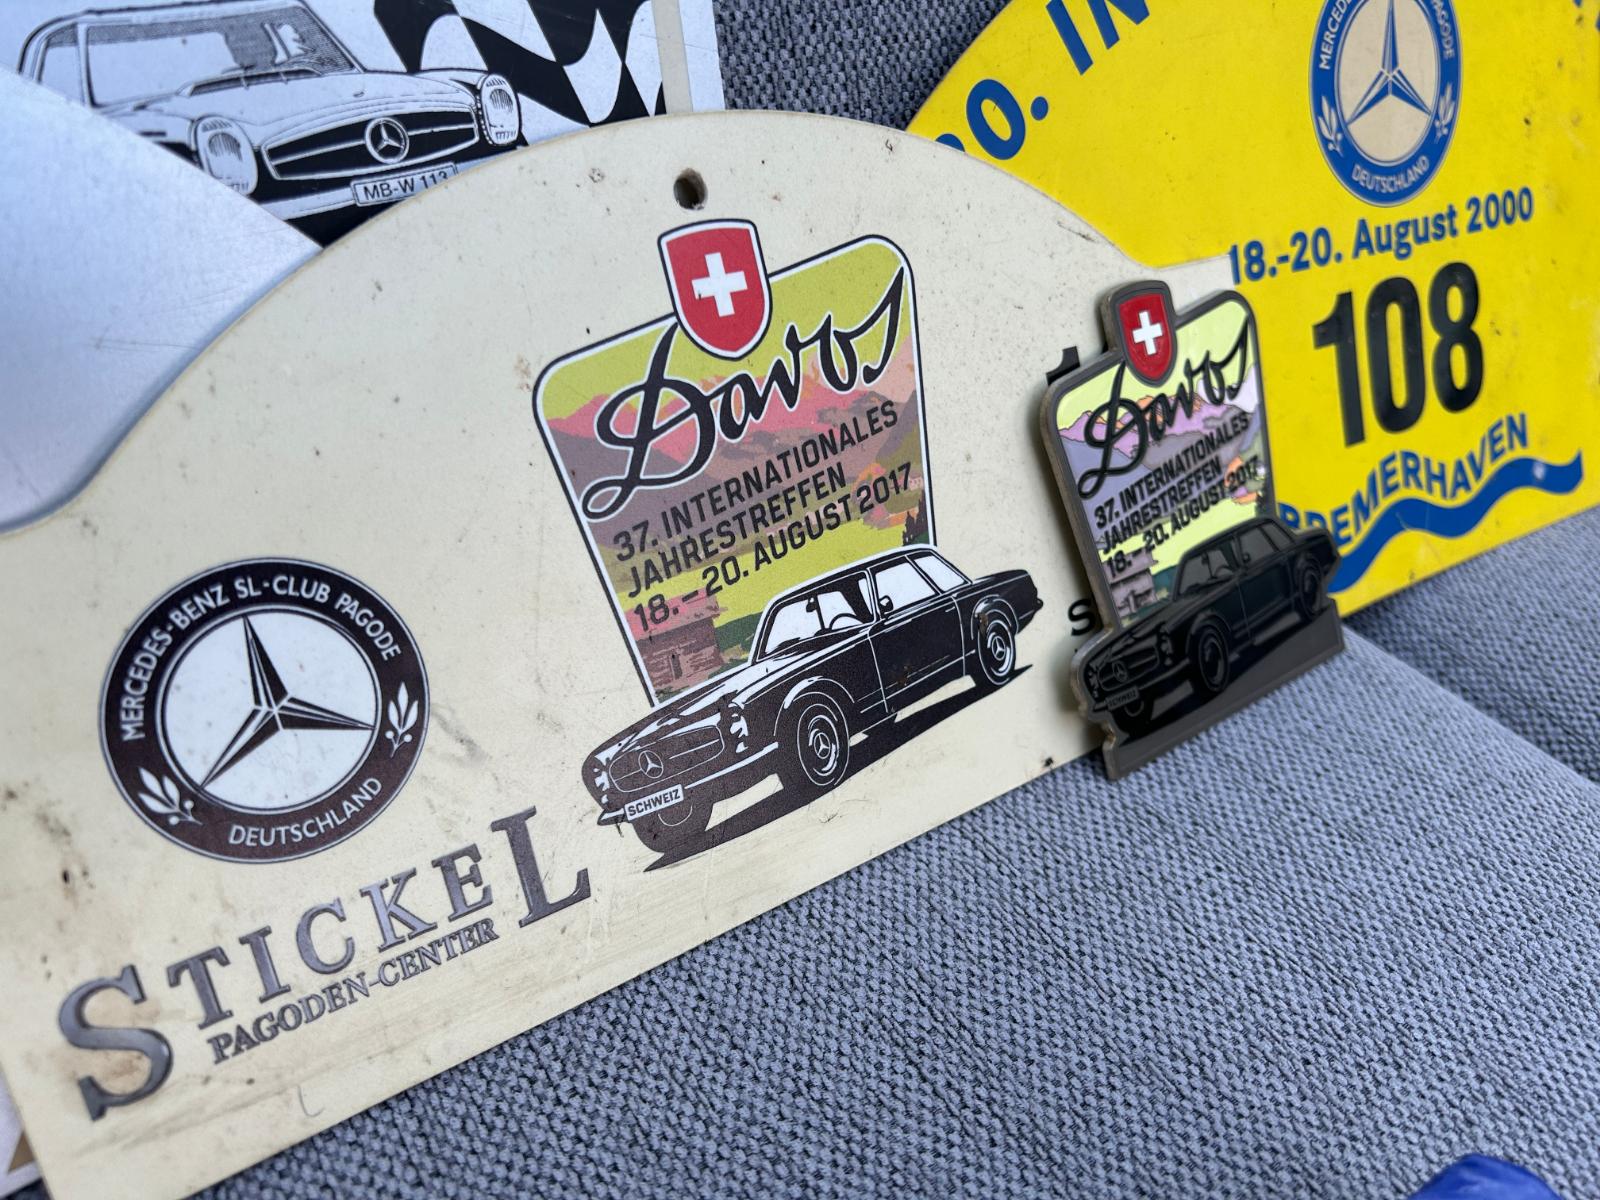 MB-W 113
Davos
37. INTERNATIONALES
JAHRESTREFFEN
18.-20. AUGUST 2017
SCHWEIZ
MERCEDES-BENZ SL-CLUB PAGODE
DEUTSCHLAND
STICKEL
PAGODEN-CENTER
Davos
37. INTERNATIONALES
JAHRESTREFFEN
18.-20. AUGUST 2017
SCHWEIZ
PAGODE
DEUTSCHLAND
18.-20. August 2000
108
BREMERHAVEN